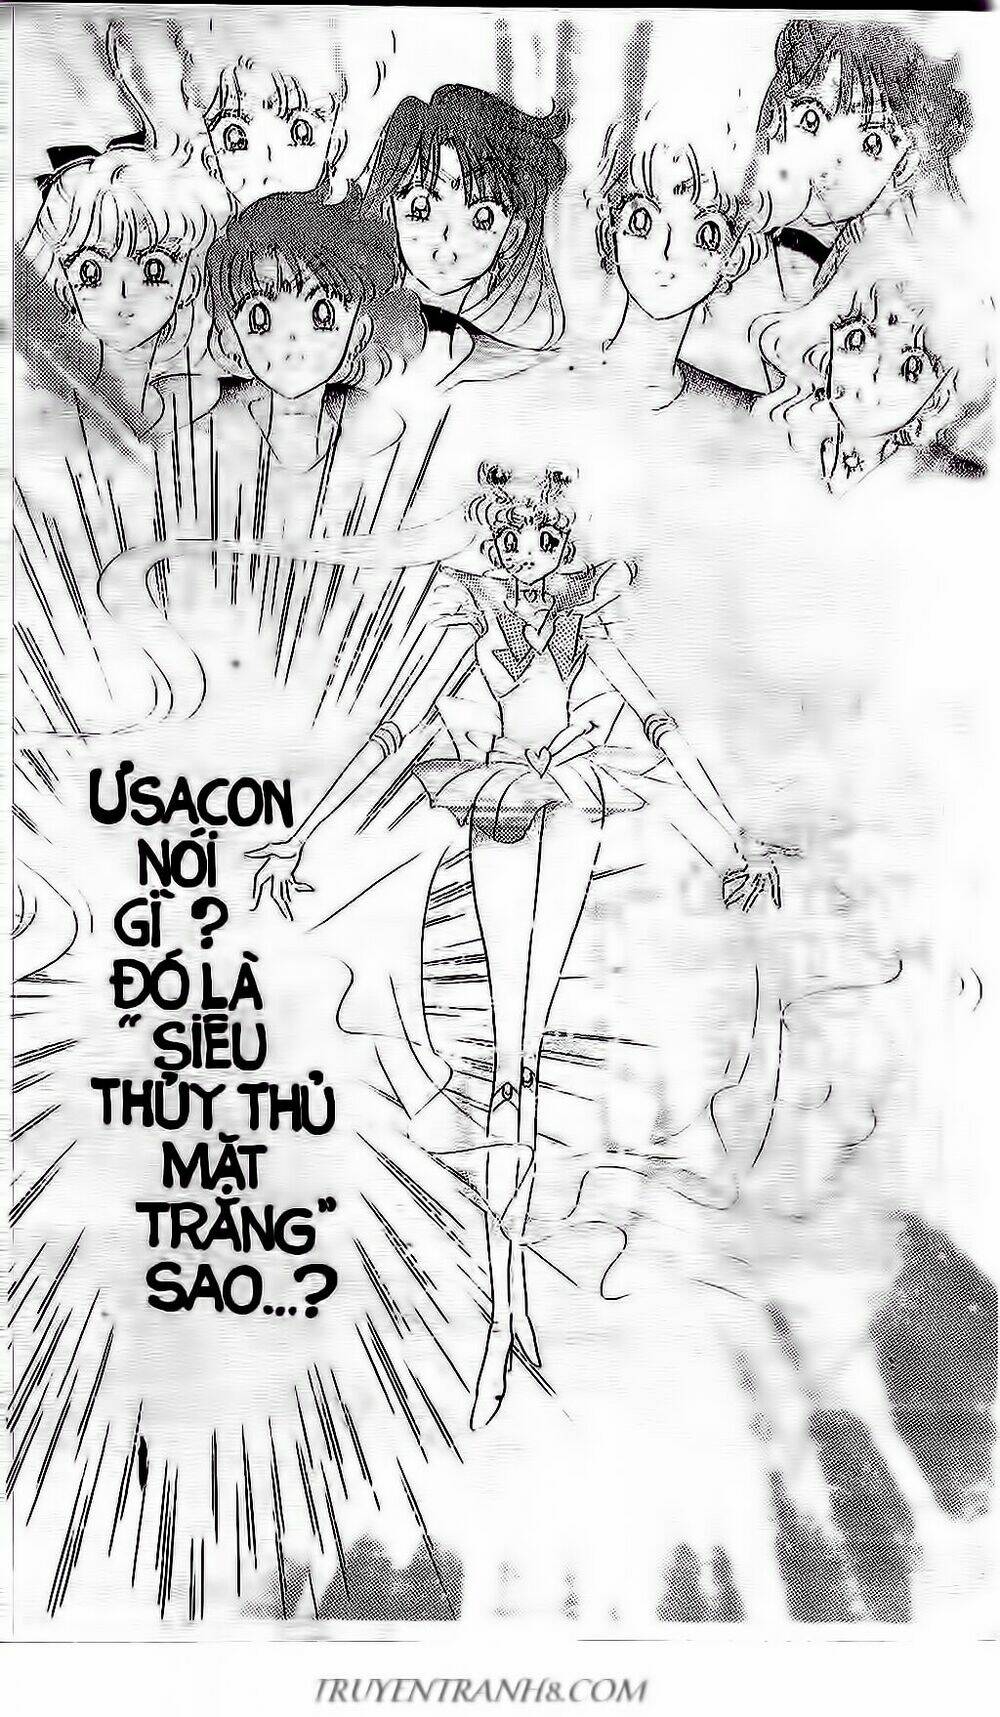 ƯSACON
NÓI
GÌ ?
ĐÓ LÀ
“ SIÊU
THỦY THỦ
MẶT
TRĂNG”
SAO...?
TRUYENTRANH8.COM